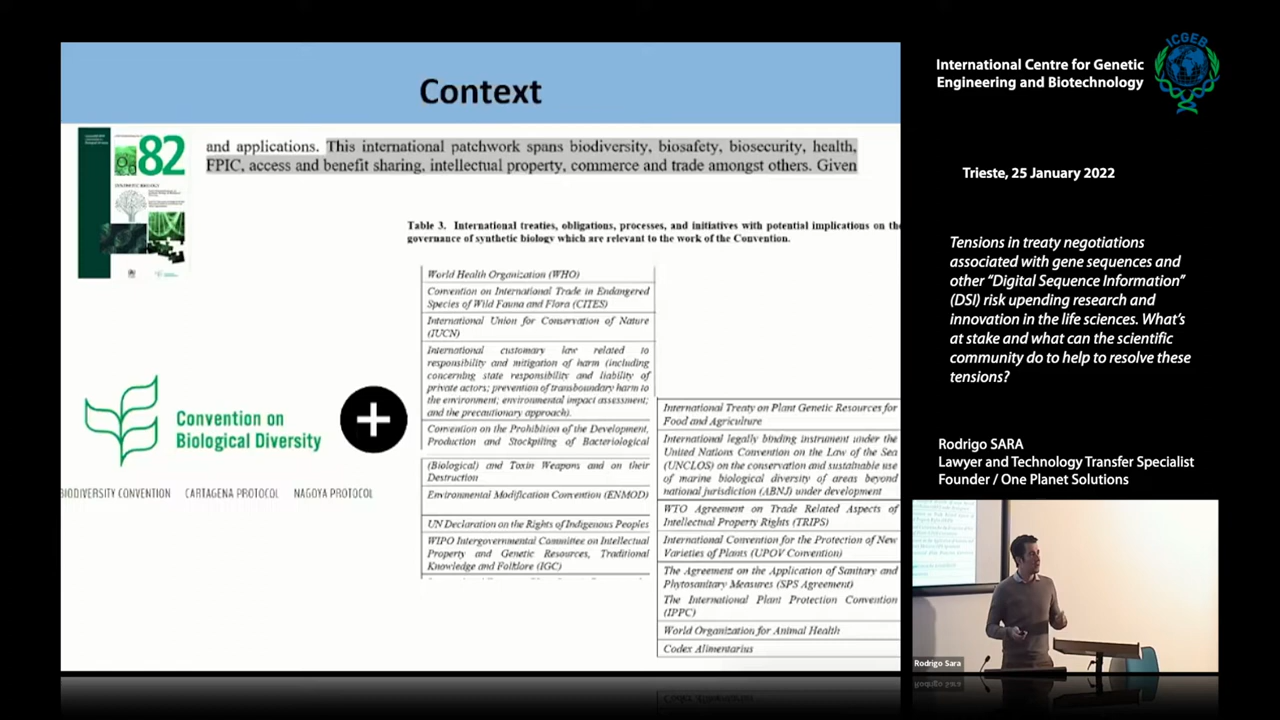 Context
82
and applications. This international patchwork spans biodiversity, biosafety, biosecurity, health,
FPIC, access and benefit sharing, intellectual property, commerce and trade amongst others. Given
Table 3. International treaties, obligations, processes, and initiatives with potential implications on the
governance of synthetic biology which are relevant to the work of the Convention.
World Health Organization (WHO)
Convention on International Trade in Endangered
Species of Wild Fauna and Flora (CITES)
International Union for Conservation of Nature
(IUCN)
International customary law related to
responsibility and mitigation of harm (including
concerning state responsibility and liability of
private actors; prevention of transboundary harm to
the environment; environmental impact assessment;
and the precautionary approach).
Convention on the Prohibition of the Development,
Production and Stockpiling of Bacteriological
(Biological) and Toxin Weapons and on their
Destruction
Environmental Modification Convention (ENMOD)
UN Declaration on the Rights of Indigenous Peoples
WIPO Intergovernmental Committee on Intellectual
Property and Genetic Resources, Traditional
Knowledge and Folklore (IGC)
International Treaty on Plant Genetic Resources for
Food and Agriculture
International legally binding instrument under the
United Nations Convention on the Law of the Sea
(UNCLOS) on the conservation and sustainable use
of marine biological diversity of areas beyond
national jurisdiction (ABNJ) under development
WTO Agreement on Trade Related Aspects of
Intellectual Property Rights (TRIPS)
International Convention for the Protection of New
Varieties of Plants (UPOV Convention)
The Agreement on the Application of Sanitary and
Phytosanitary Measures (SPS Agreement)
The International Plant Protection Convention
(IPPC)
World Organization for Animal Health
Codex Alimentarius
Convention on
Biological Diversity
BIODIVERSITY CONVENTION CARTAGENA PROTOCOL NAGOYA PROTOCOL
International Centre for Genetic
Engineering and Biotechnology
ICGEB
Trieste, 25 January 2022
Tensions in treaty negotiations
associated with gene sequences and
other “Digital Sequence Information”
(DSI) risk upending research and
innovation in the life sciences. What’s
at stake and what can the scientific
community do to help to resolve these
tensions?
Rodrigo SARA
Lawyer and Technology Transfer Specialist
Founder / One Planet Solutions
Rodrigo Sara